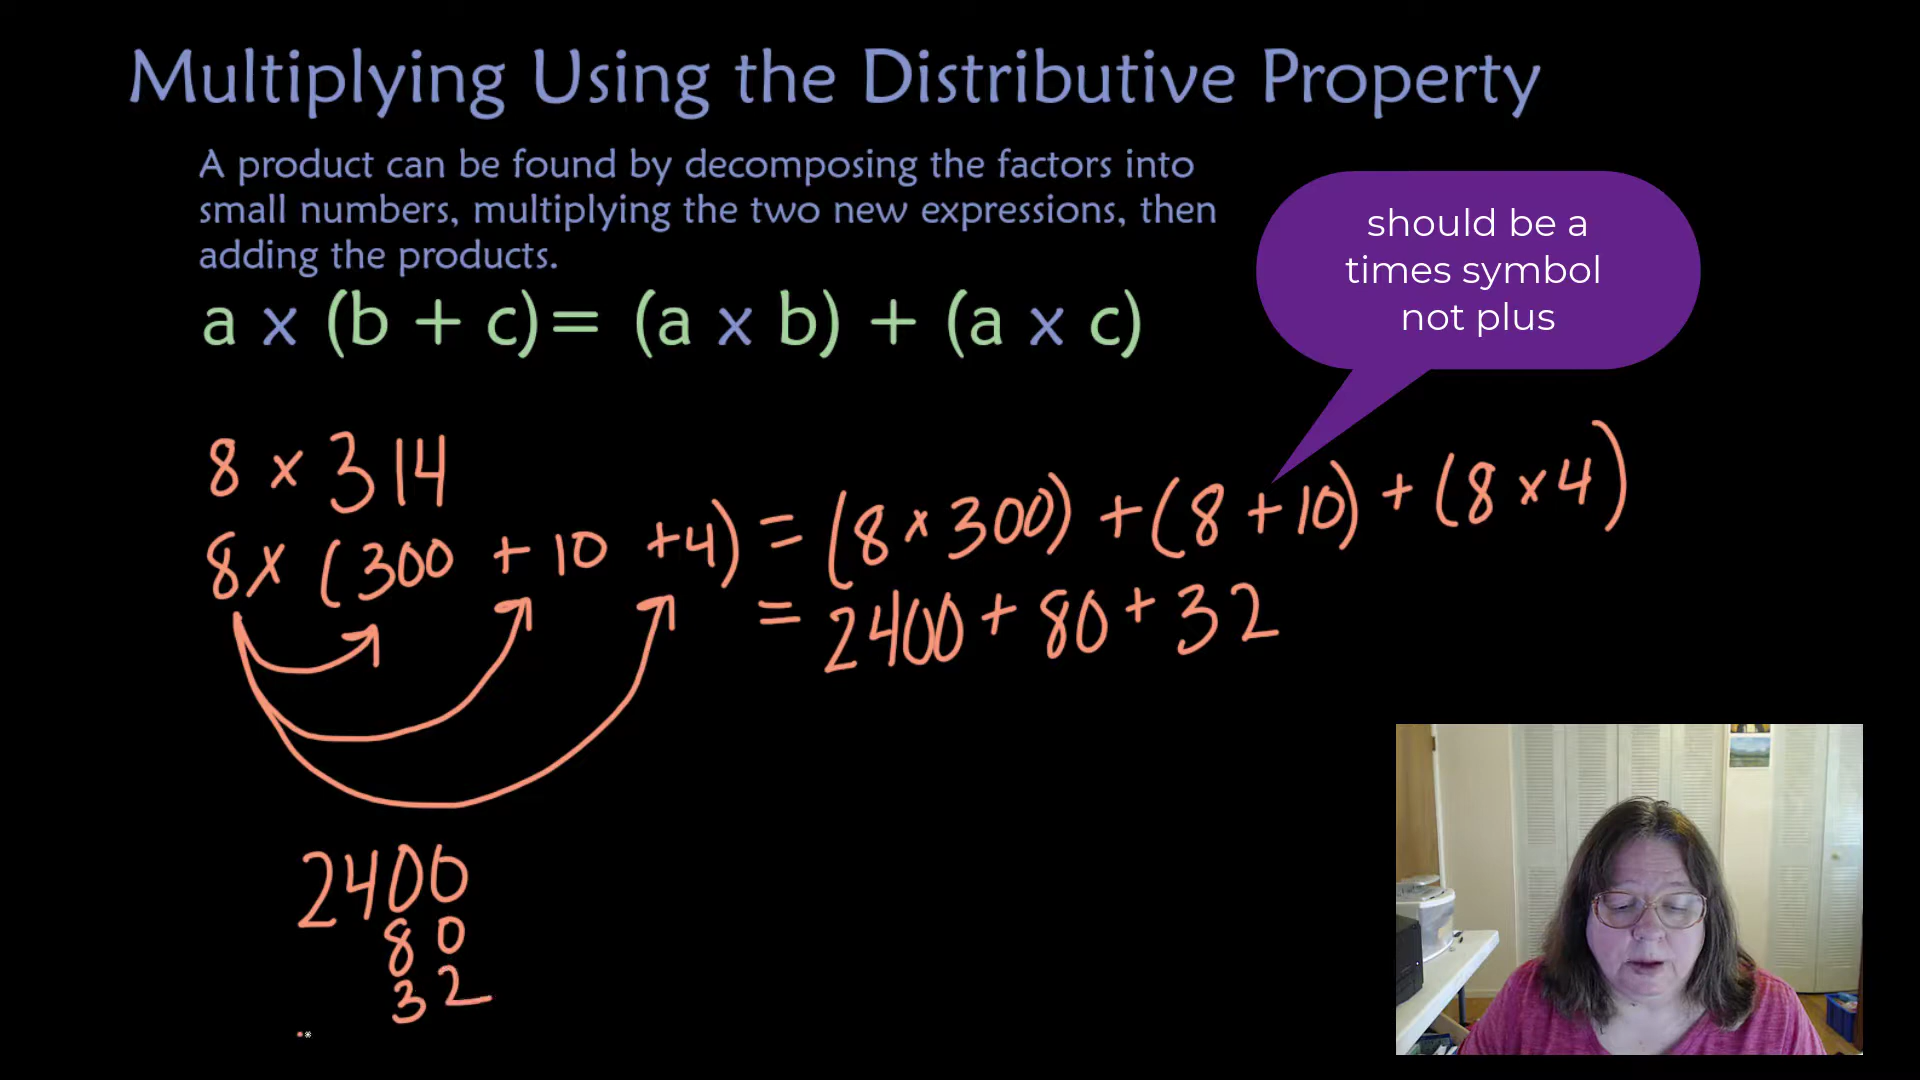 Multiplying Using the Distributive Property
A product can be found by decomposing the factors into
small numbers, multiplying the two new expressions, then
adding the products.
a x (b + c)= (a x b) + (a x c)
should be a
times symbol
not plus
8 × 314
8× (300 + 10 +4) = (8 × 300) + (8 + 10) + (8 × 4)
= 2400 + 80 + 32
2400
80
32